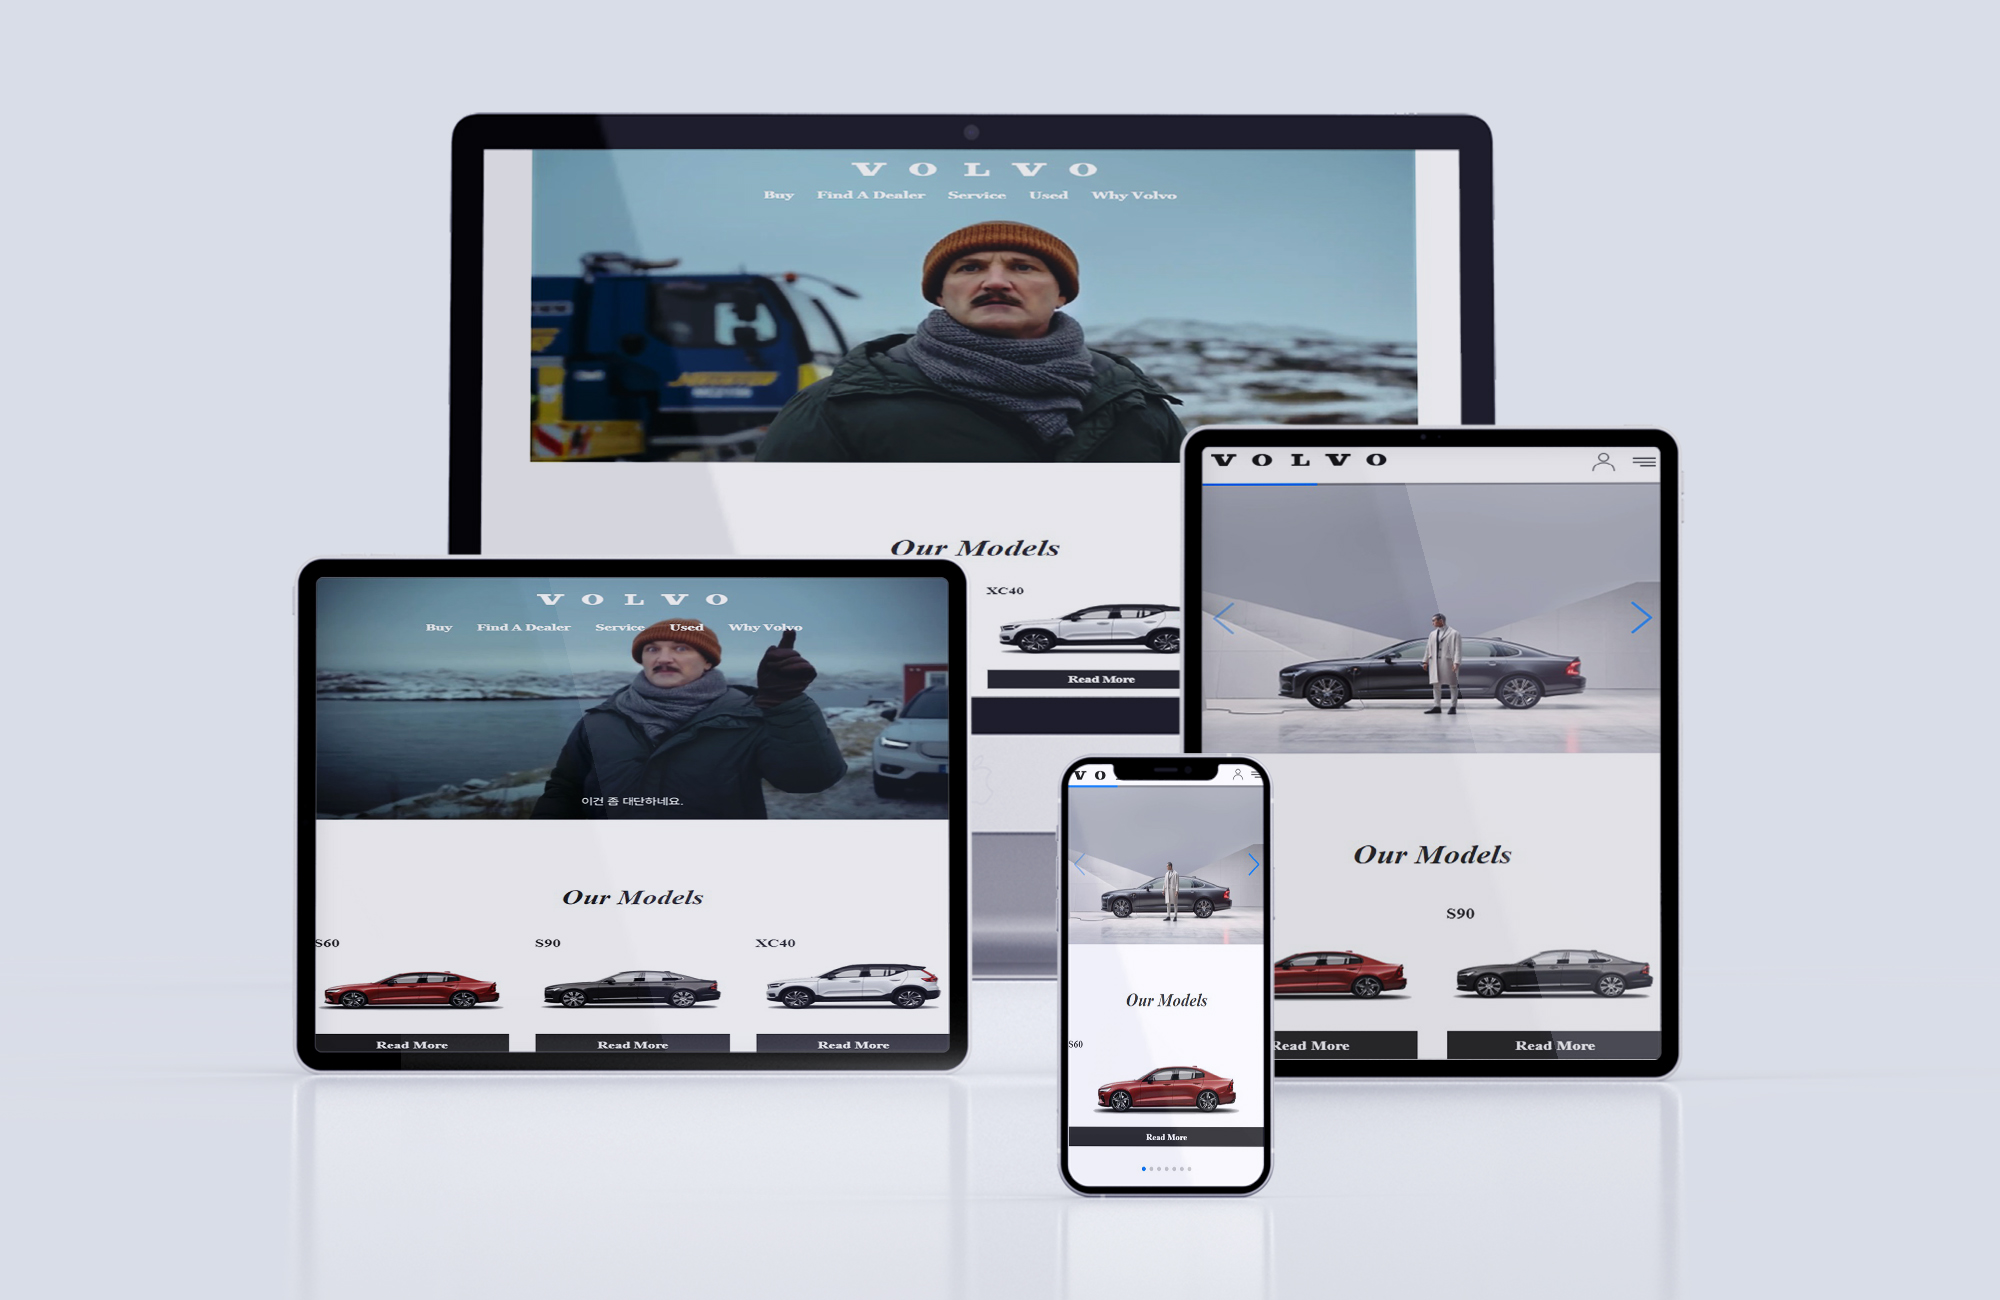 VOLVO
Buy Find A Dealer Service Used Why Volvo
Our Models
XC40
Read More
VOLVO
Buy Find A Dealer Service Used Why Volvo
이건 좀 대단하네요.
Our Models
S60 S90 XC40
Read More Read More Read More
VOLVO
Our Models
S90
Read More Read More
VO
Our Models
S60
Read More